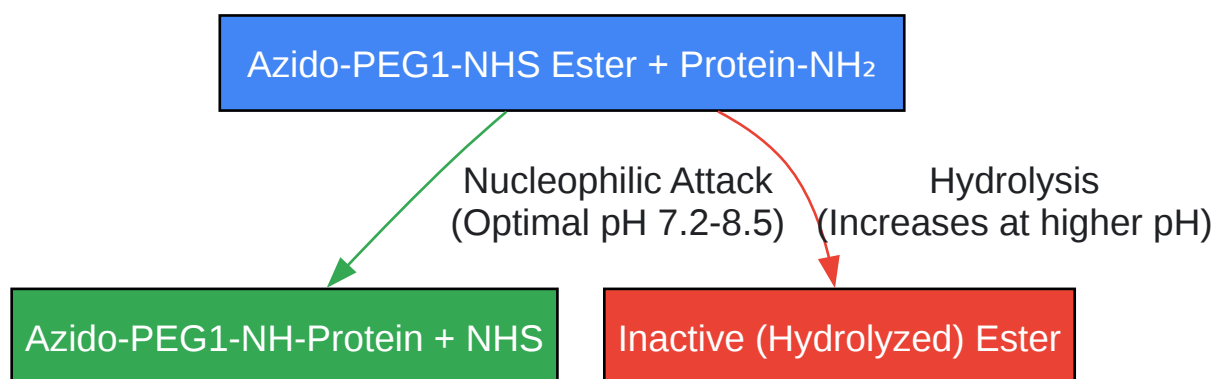 Azido-PEG1-NHS Ester + Protein-NH₂
Nucleophilic Attack
(Optimal pH 7.2-8.5)
Hydrolysis
(Increases at higher pH)
Azido-PEG1-NH-Protein + NHS
Inactive (Hydrolyzed) Ester